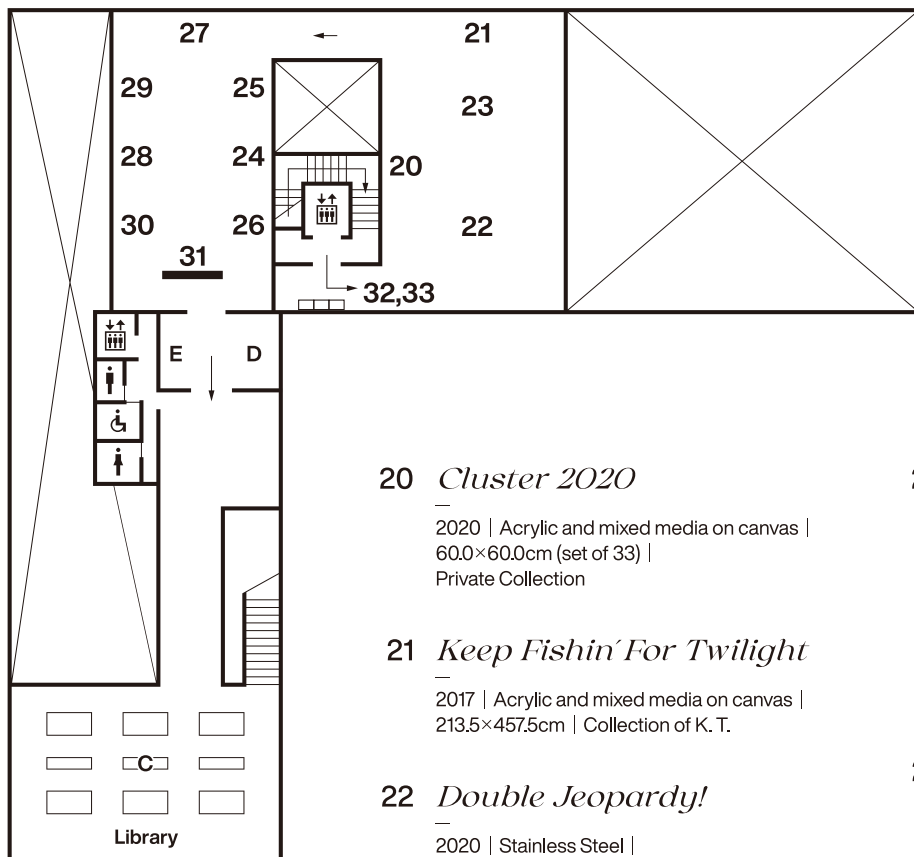 27
21
29
25
23
28
24
20
30
26
22
31
32,33
E
D
20 Cluster 2020
2020 | Acrylic and mixed media on canvas |
60.0×60.0cm (set of 33) |
Private Collection
21 Keep Fishin' For Twilight
2017 | Acrylic and mixed media on canvas |
213.5×457.5cm | Collection of K. T.
22 Double Jeopardy!
2020 | Stainless Steel |
C
Library